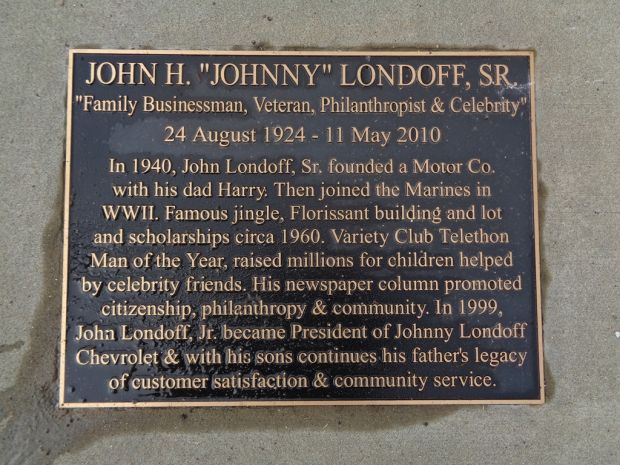 JOHN H. "JOHNNY" LONDOFF, SR.
"Family Businessman, Veteran, Philanthropist & Celebrity"
24 August 1924 - 11 May 2010
In 1940, John Londoff, Sr. founded a Motor Co.
with his dad Harry. Then joined the Marines in
WWII. Famous jingle, Florissant building and lot
and scholarships circa 1960. Variety Club Telethon
Man of the Year, raised millions for children helped
by celebrity friends. His newspaper column promoted
citizenship, philanthropy & community. In 1999,
John Londoff, Jr. became President of Johnny Londoff
Chevrolet & with his sons continues his father's legacy
of customer satisfaction & community service.